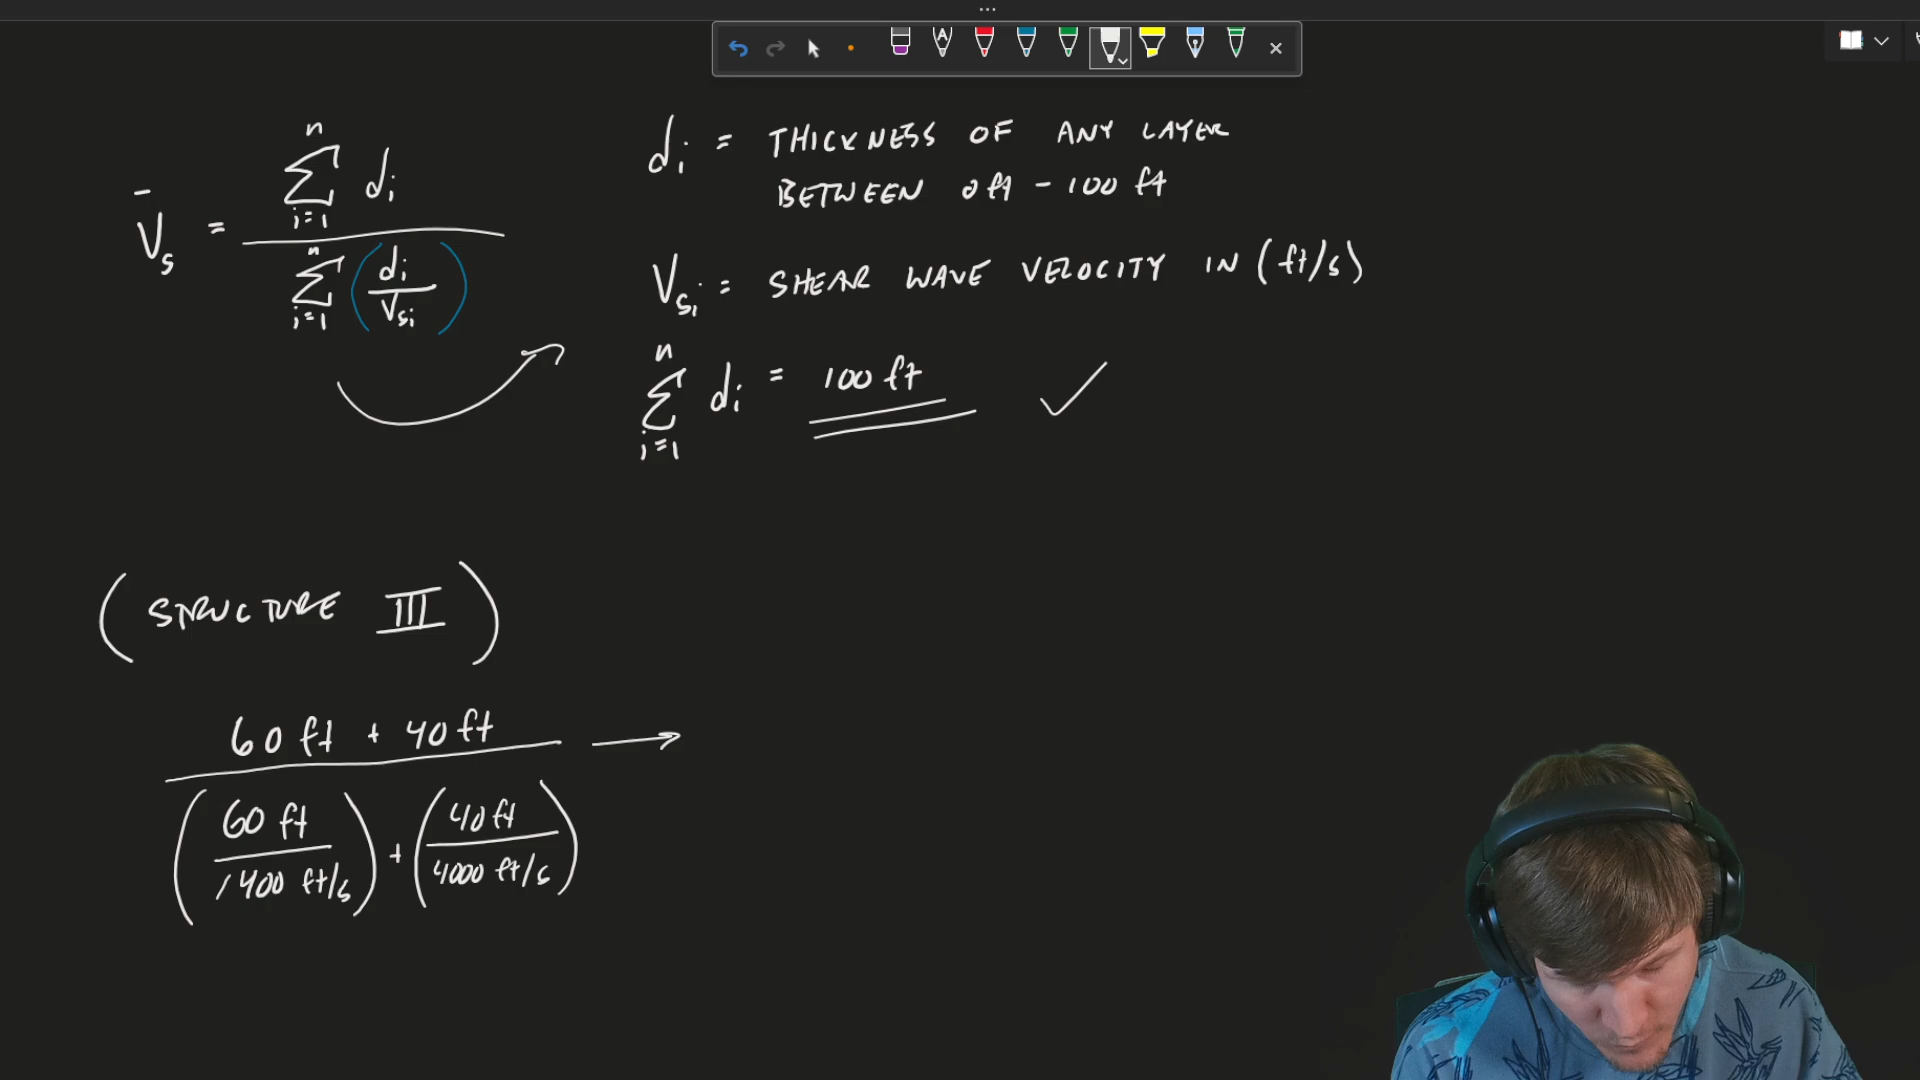 V̄s = n Σ i=1 di / n Σ i=1 (di / Vsi)
di = THICKNESS OF ANY LAYER
BETWEEN 0 ft - 100 ft
Vsi = SHEAR WAVE VELOCITY IN (ft/s)
n Σ i=1 di = 100 ft ✓
(STRUCTURE III)
60 ft + 40 ft →
(60 ft / 1400 ft/s) + (40 ft / 4000 ft/s)